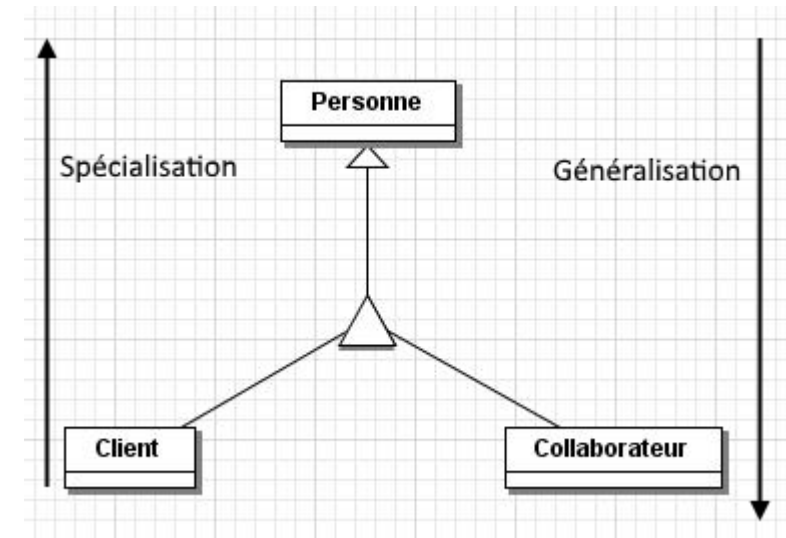 Personne
Spécialisation
Généralisation
Client
Collaborateur